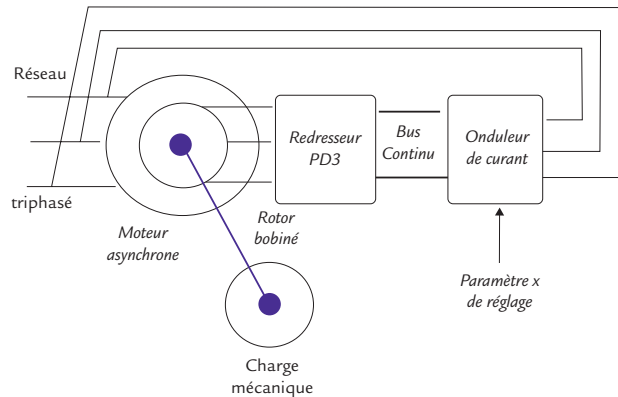 Réseau
triphasé
Moteur
asynchrone
Rotor
bobiné
Redresseur
PD3
Bus
Continu
Onduleur
de curant
Paramètre x
de réglage
Charge
mécanique